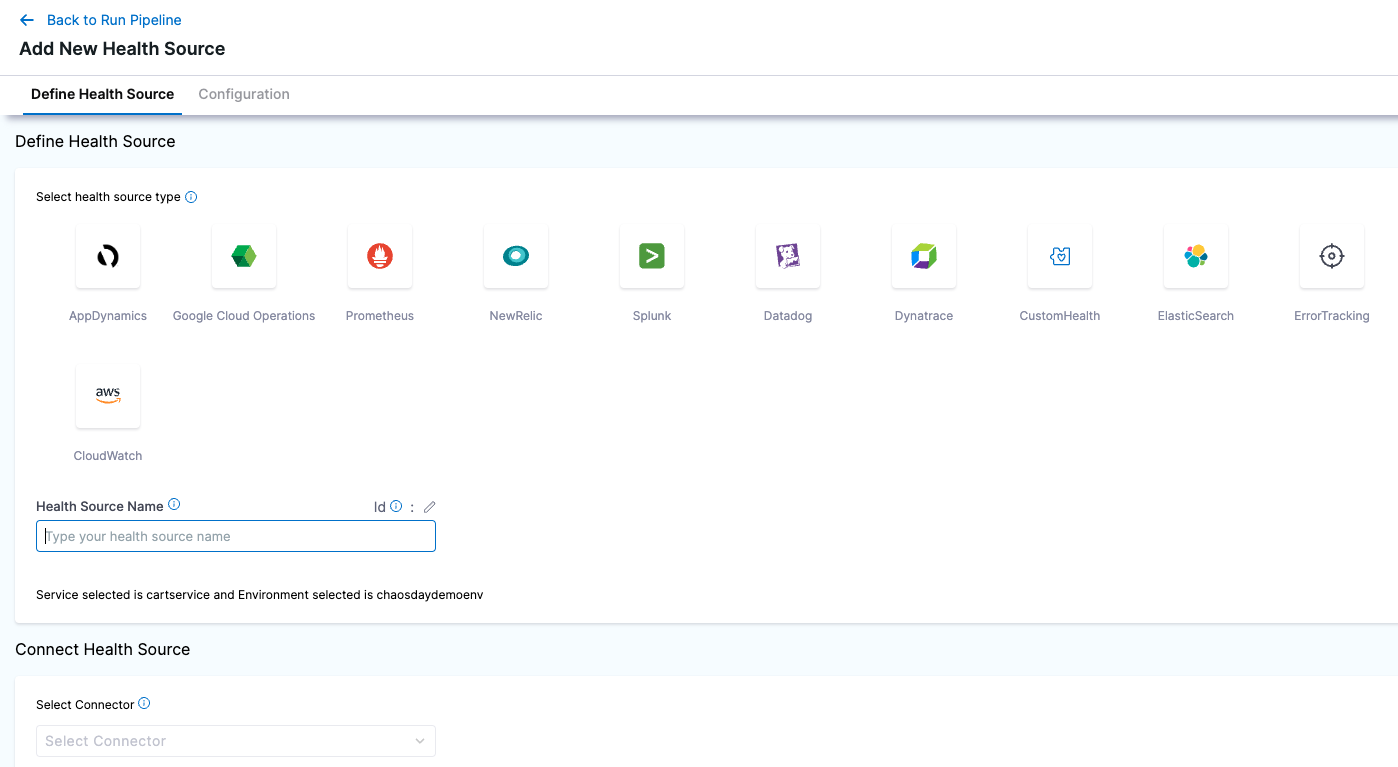 Back to Run Pipeline
Add New Health Source
Define Health Source Configuration
Define Health Source
Select health source type
AppDynamics Google Cloud Operations Prometheus NewRelic Splunk Datadog Dynatrace CustomHealth ElasticSearch ErrorTracking
aws
CloudWatch
Health Source Name Id :
Type your health source name
Service selected is cartservice and Environment selected is chaosdaydemoenv
Connect Health Source
Select Connector
Select Connector